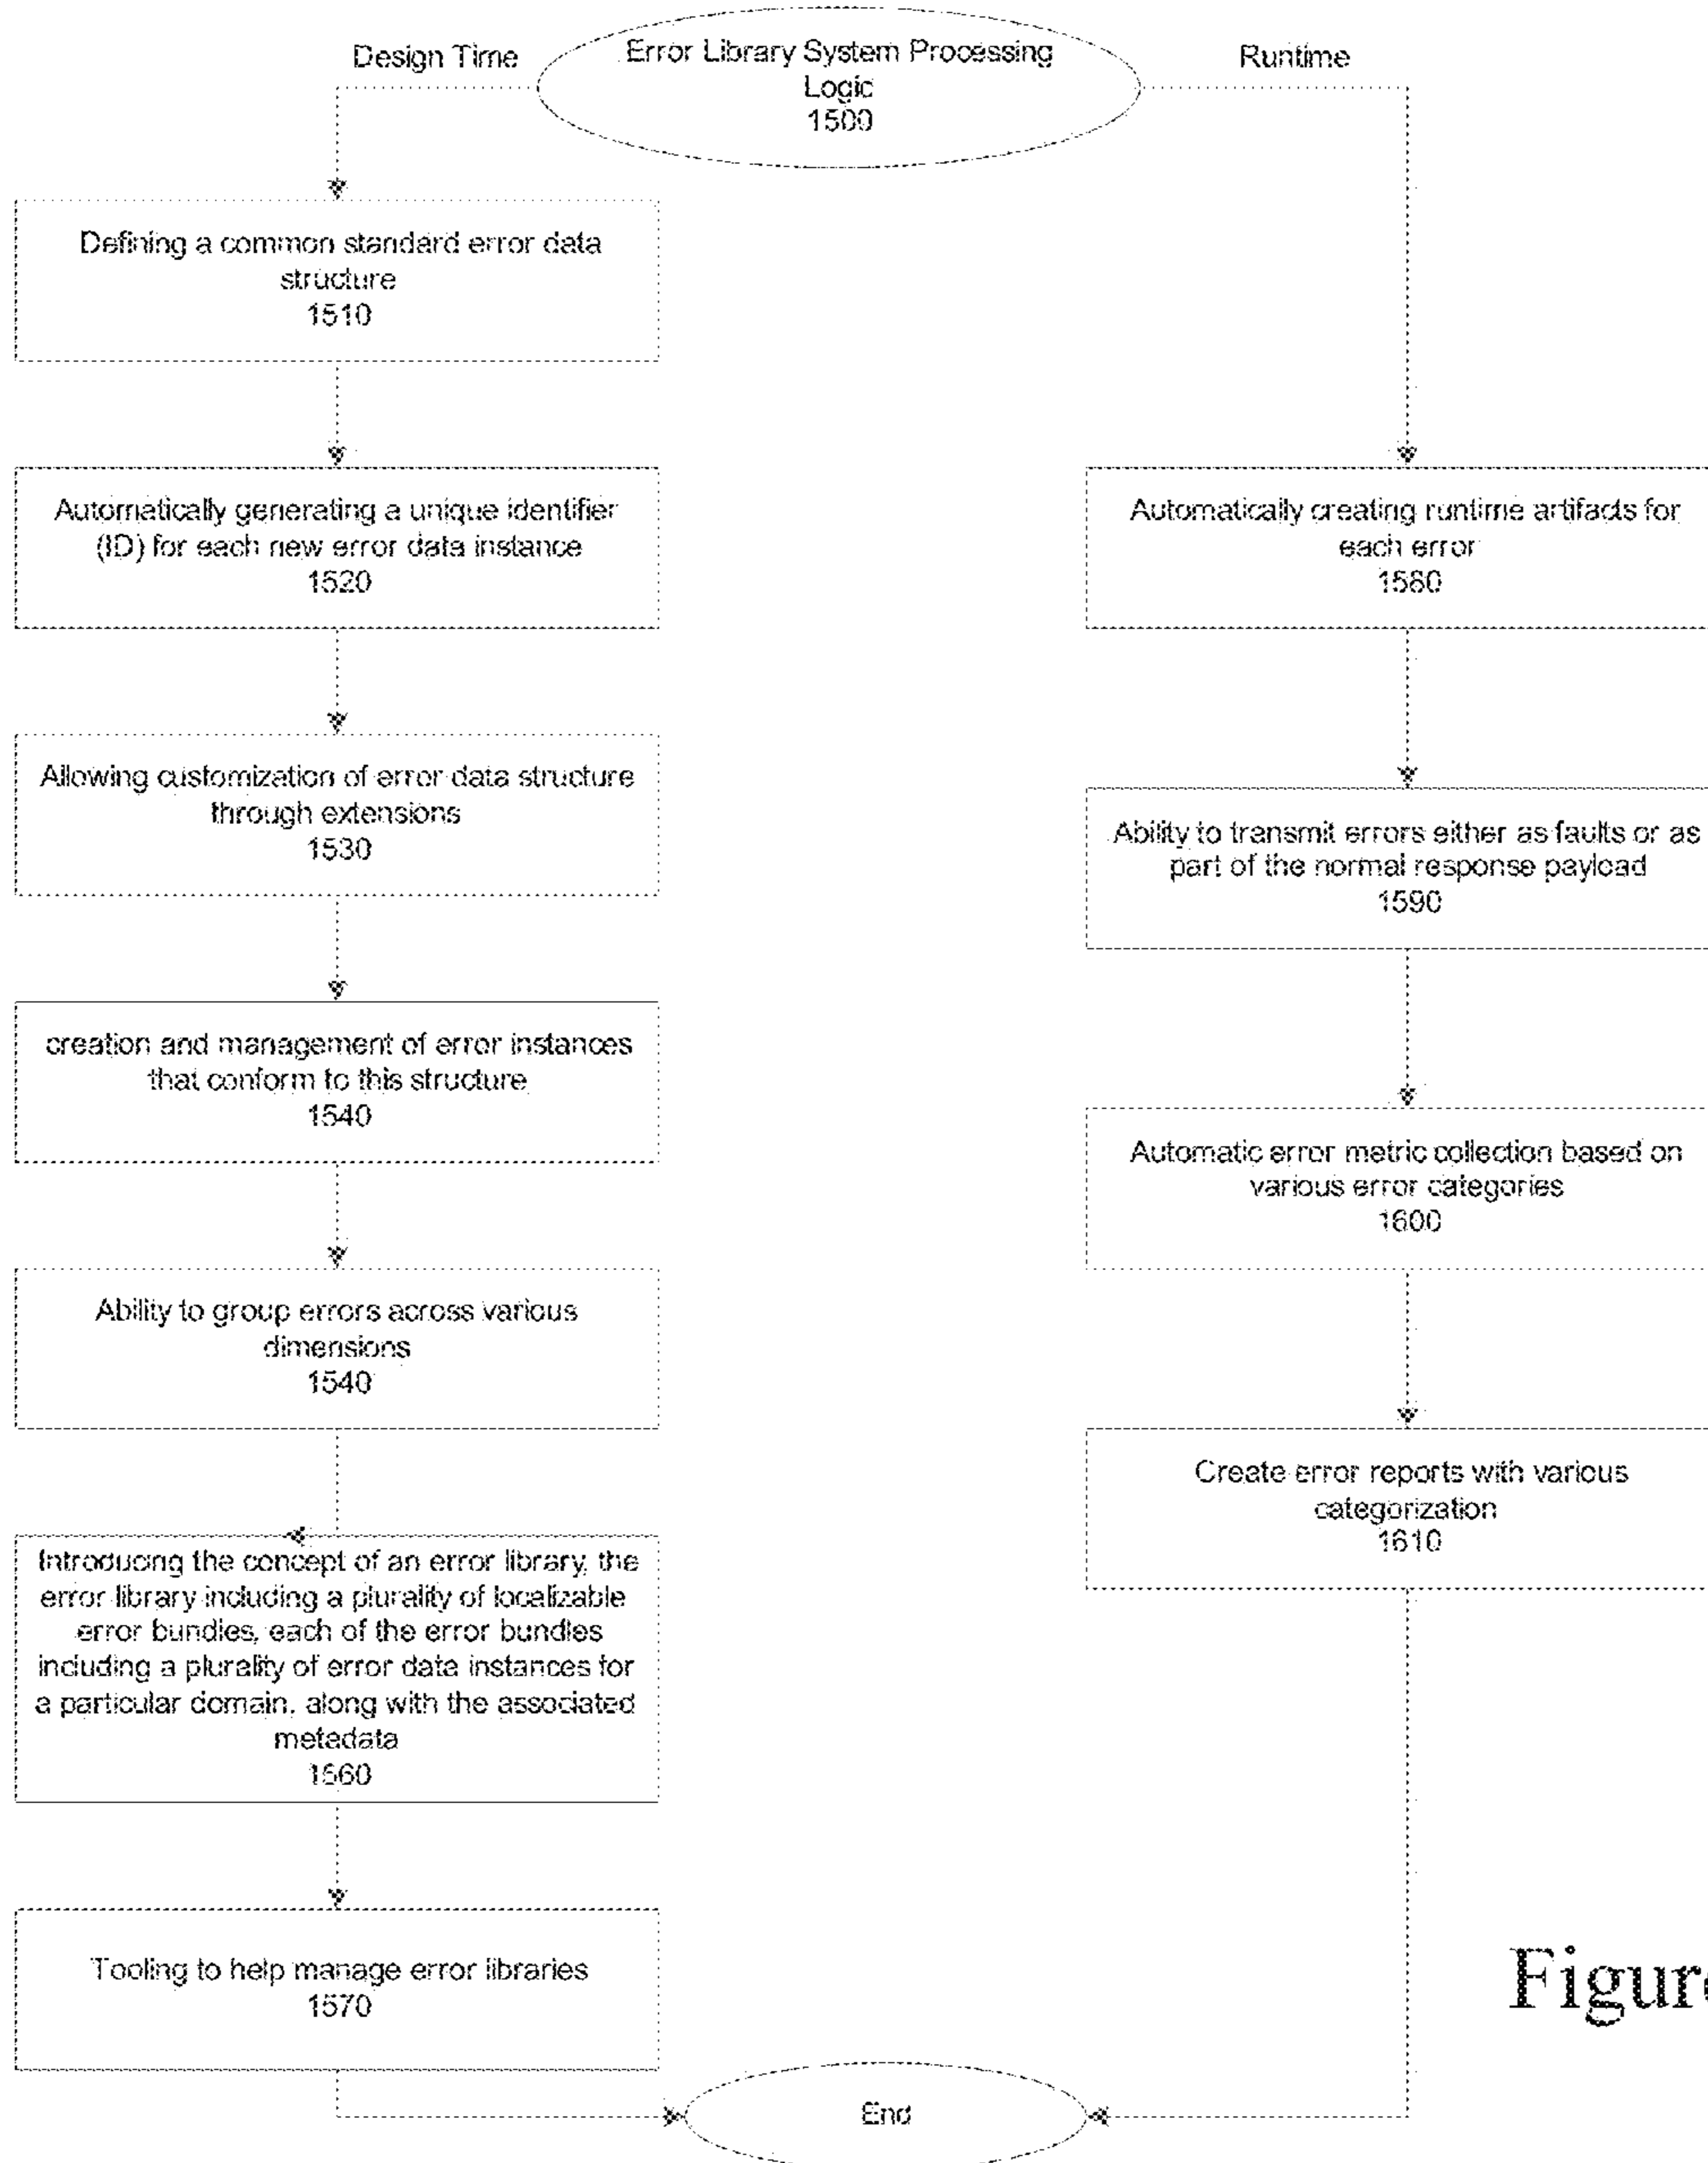 Design Time
Error Library System Processing
Logic
1500
Runtime
Defining a common standard error data
structure
1510
Automatically generating a unique identifier
(ID) for each new error data instance
1520
Allowing customization of error data structure
through extensions
1530
creation and management of error instances
that conform to this structure
1540
Ability to group errors across various
dimensions
1540
Introducing the concept of an error library, the
error library including a plurality of localizable
error bundles, each of the error bundles
including a plurality of error data instances for
a particular domain, along with the associated
metadata
1560
Tooling to help manage error libraries
1570
Automatically creating runtime artifacts for
each error
1580
Ability to transmit errors either as faults or as
part of the normal response payload
1590
Automatic error metric collection based on
various error categories
1600
Create error reports with various
categorization
1610
End
Figure